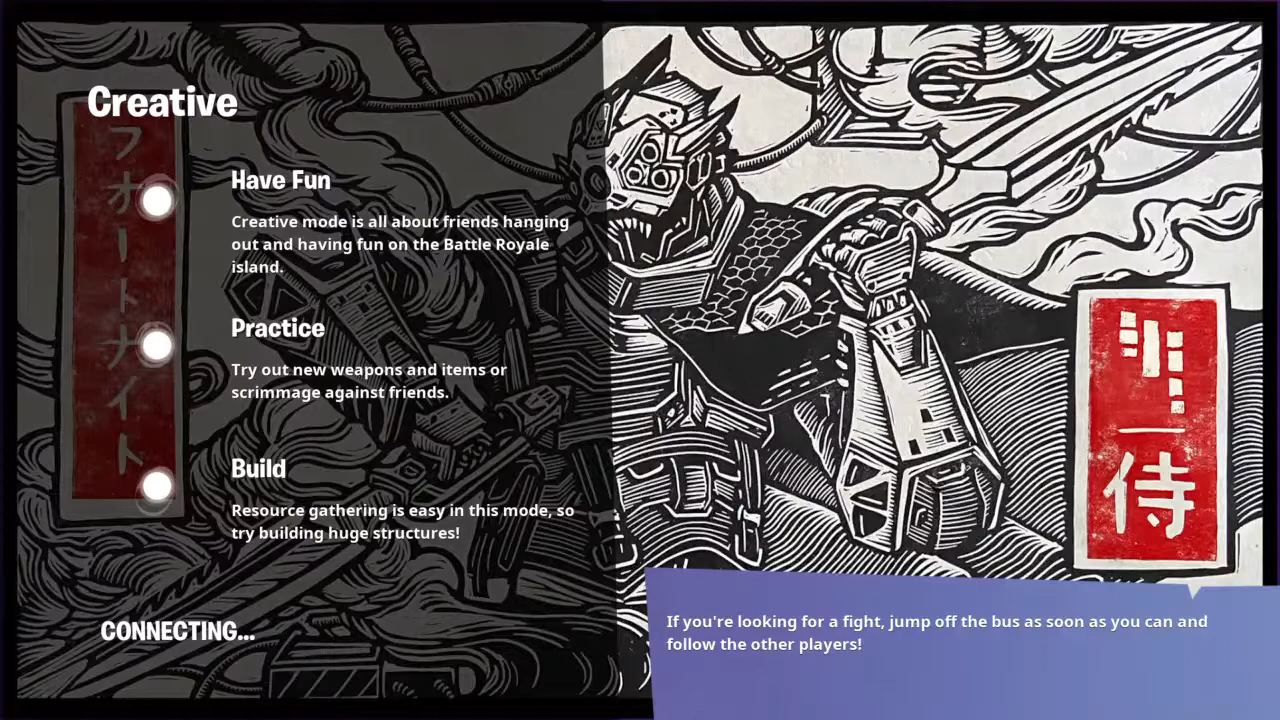 Creative
フォートナイト
Have Fun
Creative mode is all about friends hanging
out and having fun on the Battle Royale
island.
Practice
Try out new weapons and items or
scrimmage against friends.
Build
Resource gathering is easy in this mode, so
try building huge structures!
CONNECTING...
侍
If you're looking for a fight, jump off the bus as soon as you can and
follow the other players!